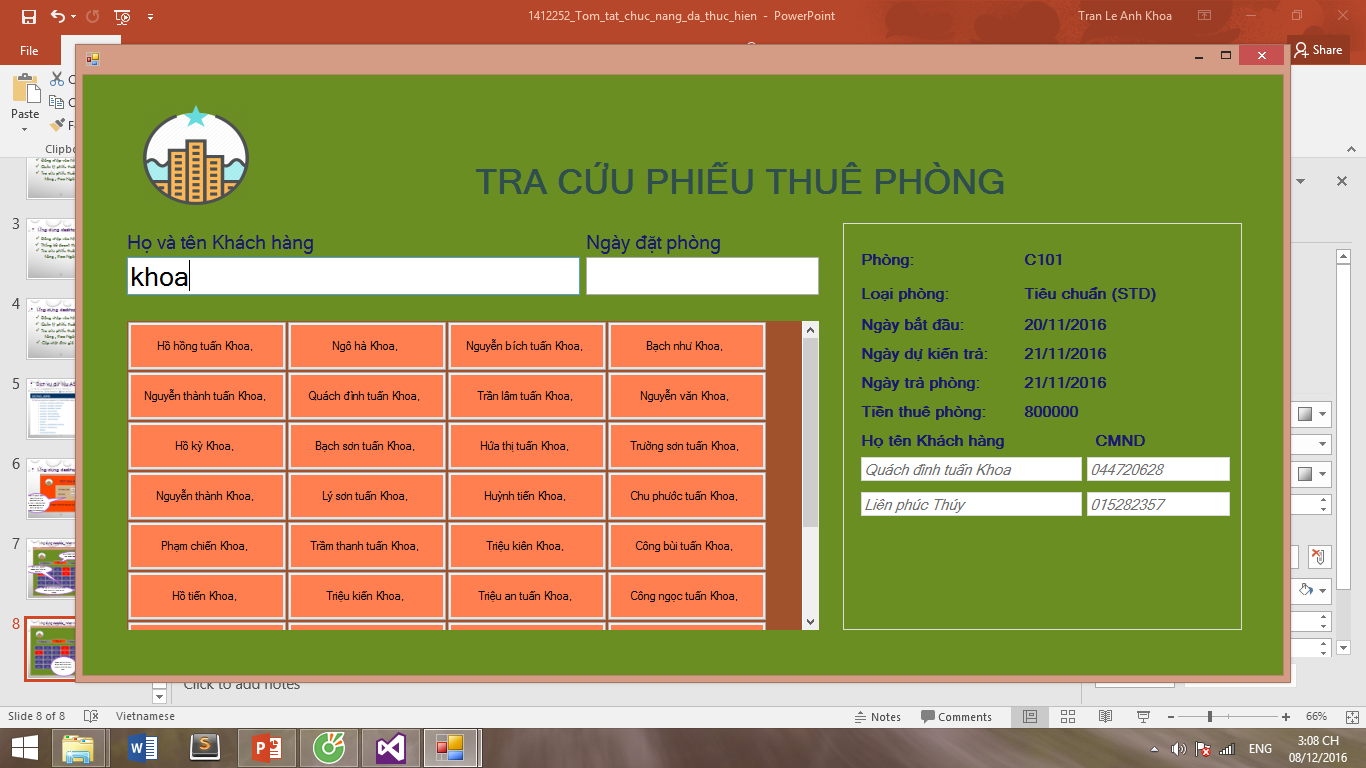 1412252_Tom_tat_chuc_nang_da_thuc_hien - PowerPoint
Tran Le Anh Khoa
File
Share
Paste
Clipb
TRA CỨU PHIẾU THUÊ PHÒNG
Họ và tên Khách hàng
Ngày đặt phòng
khoa
Hồ hồng tuấn Khoa,
Ngô hà Khoa,
Nguyễn bích tuấn Khoa,
Bạch như Khoa,
Nguyễn thành tuấn Khoa,
Quách đình tuấn Khoa,
Trần lâm tuấn Khoa,
Nguyễn văn Khoa,
Hồ kỳ Khoa,
Bạch sơn tuấn Khoa,
Hứa thị tuấn Khoa,
Trường sơn tuấn Khoa,
Nguyễn thành Khoa,
Lý sơn tuấn Khoa,
Huỳnh tiến Khoa,
Chu phước tuấn Khoa,
Phạm chiến Khoa,
Trầm thanh tuấn Khoa,
Triệu kiên Khoa,
Công bùi tuấn Khoa,
Hồ tiến Khoa,
Triệu kiến Khoa,
Triệu an tuấn Khoa,
Công ngọc tuấn Khoa,
Phòng: C101
Loại phòng: Tiêu chuẩn (STD)
Ngày bắt đầu: 20/11/2016
Ngày dự kiến trả: 21/11/2016
Ngày trả phòng: 21/11/2016
Tiền thuê phòng: 800000
Họ tên Khách hàng CMND
Quách đình tuấn Khoa 044720628
Liên phúc Thúy 015282357
3
4
5
6
7
8
Click to add notes
Slide 8 of 8
Vietnamese
Notes
Comments
66%
ENG
3:08 CH
08/12/2016